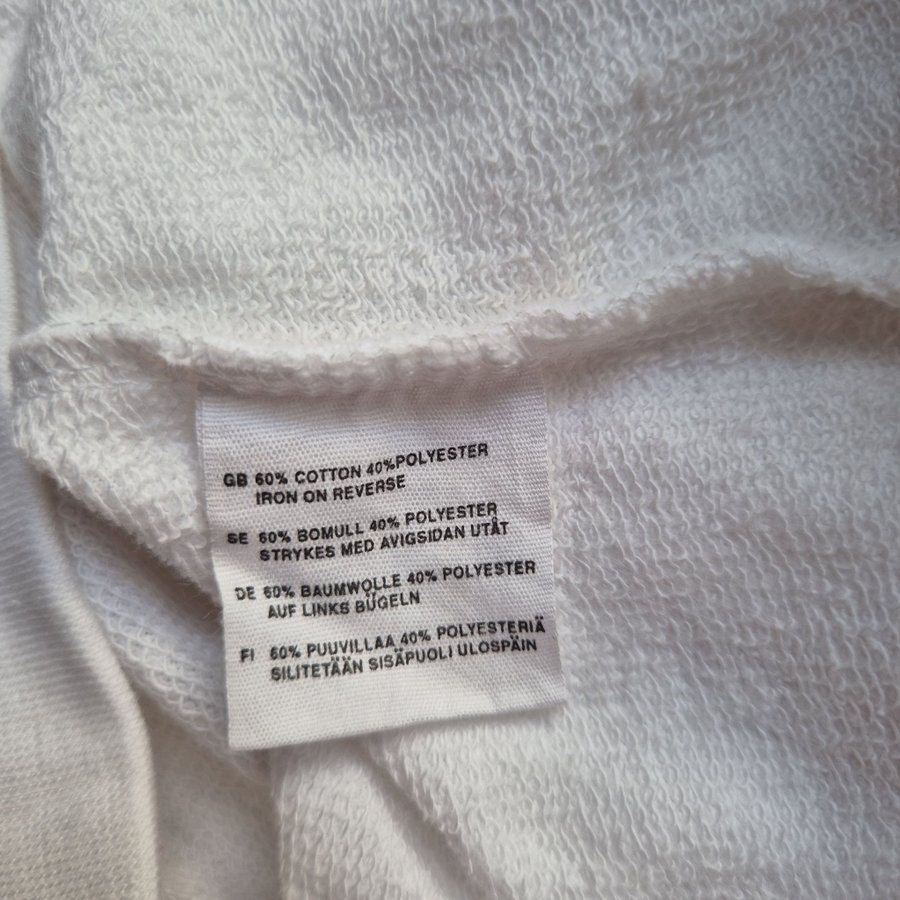 GB 60% COTTON 40%POLYESTER
IRON ON REVERSE
SE 60% BOMULL 40% POLYESTER
STRYKES MED AVIGSIDAN UTÅT
DE 60% BAUMWOLLE 40% POLYESTER
AUF LINKS BÜGELN
FI 60% PUUVILLAA 40% POLYESTERIÄ
SILITETÄÄN SISÄPUOLI ULOSPÄIN